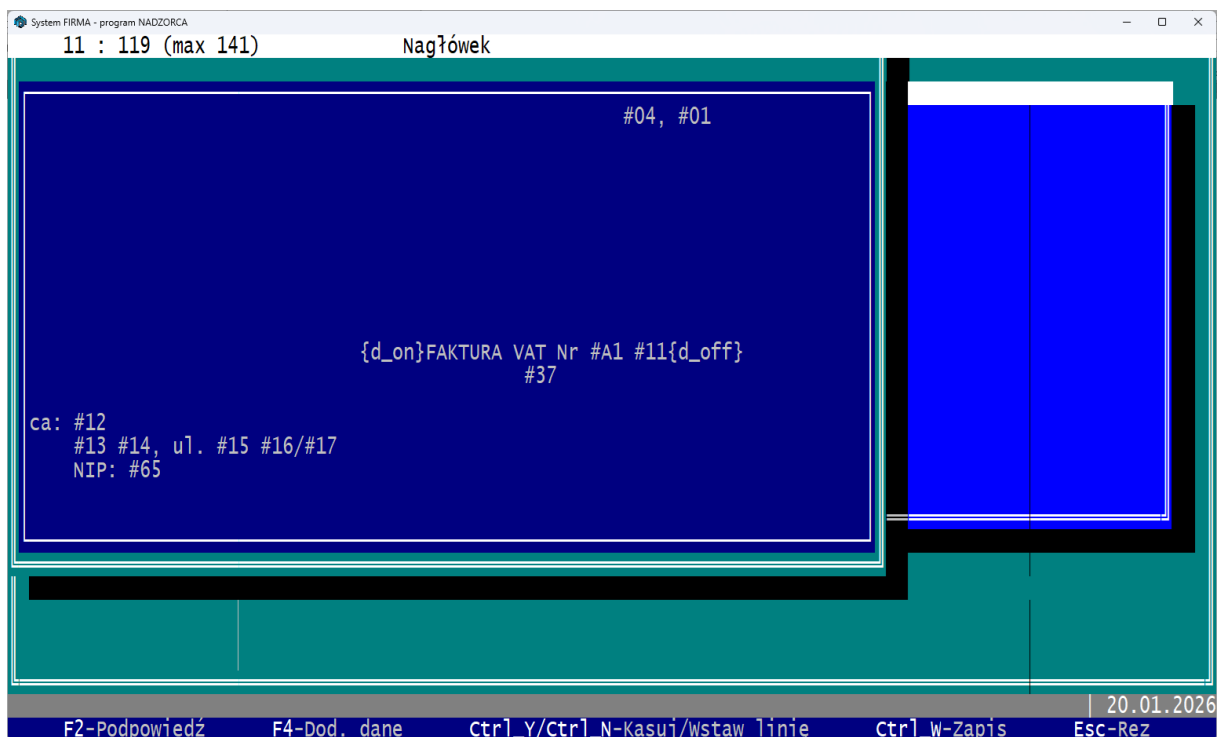 System FIRMA - program NADZORCA
11 : 119 (max 141) Nagłówek
#04, #01
{d_on}FAKTURA VAT Nr #A1 #11{d_off}
#37
ca: #12
#13 #14, ul. #15 #16/#17
NIP: #65
| 20.01.2026
F2-Podpowiedź F4-Dod. dane Ctrl_Y/Ctrl_N-Kasuj/Wstaw linie Ctrl_W-Zapis Esc-Rez